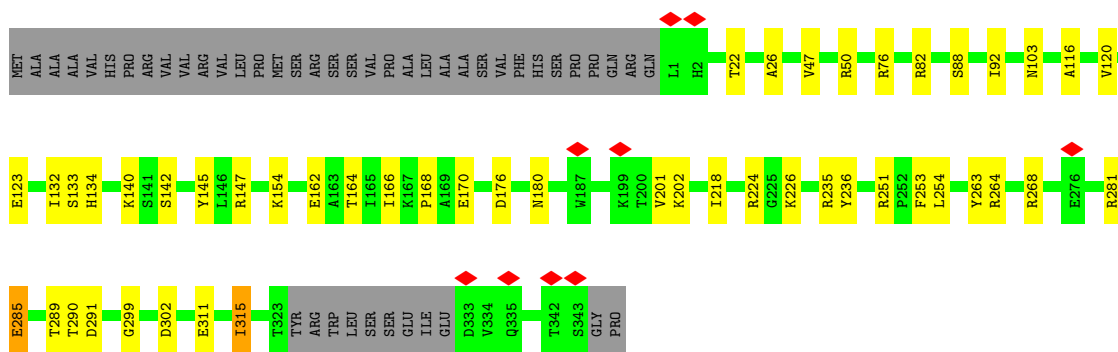 MET ALA ALA ALA ALA VAL HIS PRO ARG VAL VAL ARG VAL LEU PRO MET SER ARG SER SER VAL PRO ALA LEU ALA ALA SER VAL PHE HIS SER PRO PRO GLN ARG GLN L1 H2 T22 A26 V47 R50 R76 R82 S88 I92 N103 A116 V120
E123 I132 S133 H134 K140 S141 S142 Y145 L146 R147 K154 E162 A163 T164 I165 I166 K167 P168 A169 E170 D176 N180 W187 K199 T200 V201 K202 I218 R224 G225 K226 R235 Y236 R251 P252 F253 L254 Y263 R264 R268 E276 R281
E285 T289 T290 D291 G299 D302 E311 I315 T323 TYR ARG TRP LEU SER SER GLU ILE GLU D333 V334 Q335 T342 S343 GLY PRO